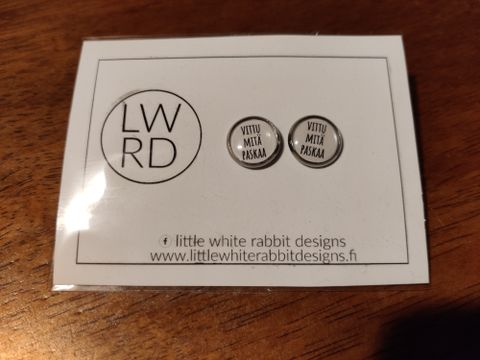 LW
RD
VITTU
MITÄ
PASKAA
VITTU
MITÄ
PASKAA
little white rabbit designs
www.littlewhiterabbitdesigns.fi